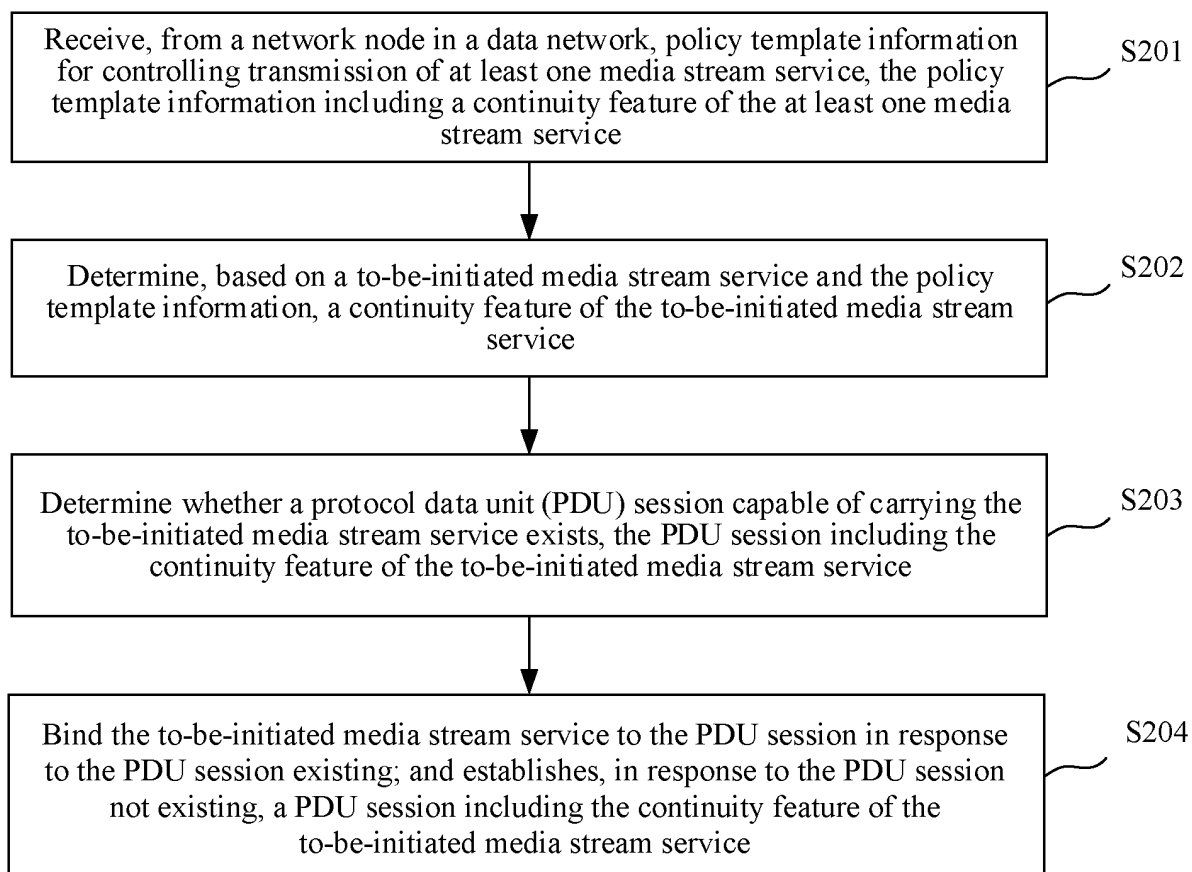 Receive, from a network node in a data network, policy template information
for controlling transmission of at least one media stream service, the policy
template information including a continuity feature of the at least one media
stream service
S201
Determine, based on a to-be-initiated media stream service and the policy
template information, a continuity feature of the to-be-initiated media stream
service
S202
Determine whether a protocol data unit (PDU) session capable of carrying the
to-be-initiated media stream service exists, the PDU session including the
continuity feature of the to-be-initiated media stream service
S203
Bind the to-be-initiated media stream service to the PDU session in response
to the PDU session existing; and establishes, in response to the PDU session
not existing, a PDU session including the continuity feature of the
to-be-initiated media stream service
S204